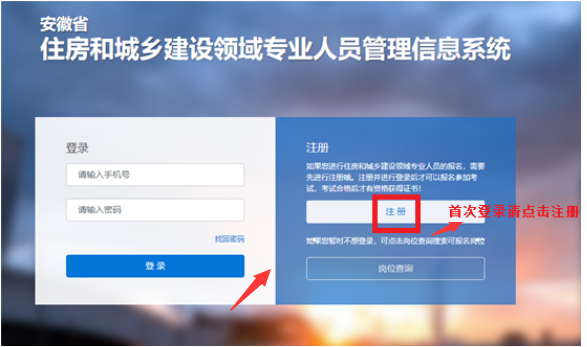 安徽省
住房和城乡建设领域专业人员管理信息系统
登录
请输入手机号
请输入密码
找回密码
登 录
注册
如果您进行住房和城乡建设领域专业人员的报名，需要
先进行注册哦。注册并进行登录后才可以报名参加考
试，考试合格后才有资格获得证书！
注 册
首次登录请点击注册
如果您暂时不想登录，可点击岗位查询搜索可报名岗位
岗位查询